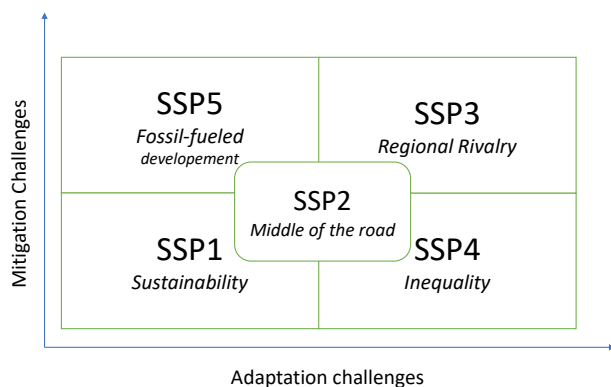 SSP5
Fossil-fueled
developement
SSP3
Regional Rivalry
SSP2
Middle of the road
SSP1
Sustainability
SSP4
Inequality
Mitigation Challenges
Adaptation challenges